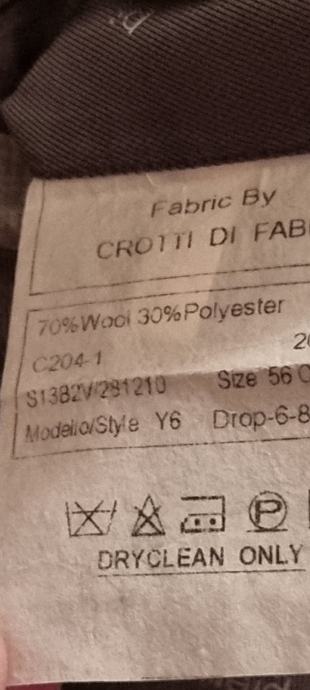 Fabric By
CROTTI DI FAB
70%Wool 30%Polyester
C204-1
S1382V/281210 Size 56
Modello/Style Y6 Drop-6-8
P
DRYCLEAN ONLY